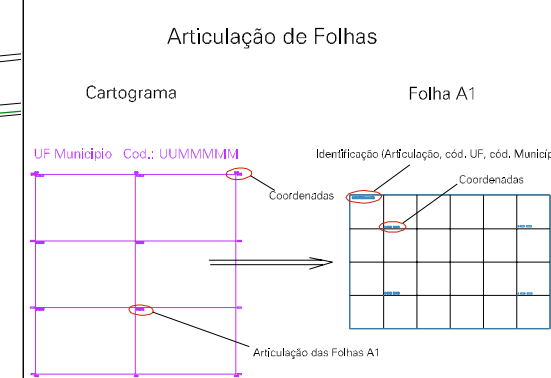 Articulação de Folhas
Cartograma
Folha A1
UF Municipio Cod.: UUMMMMM
Identificação (Articulação, cód. UF, cód. Municíp
Coordenadas
Coordenadas
Articulação das Folhas A1